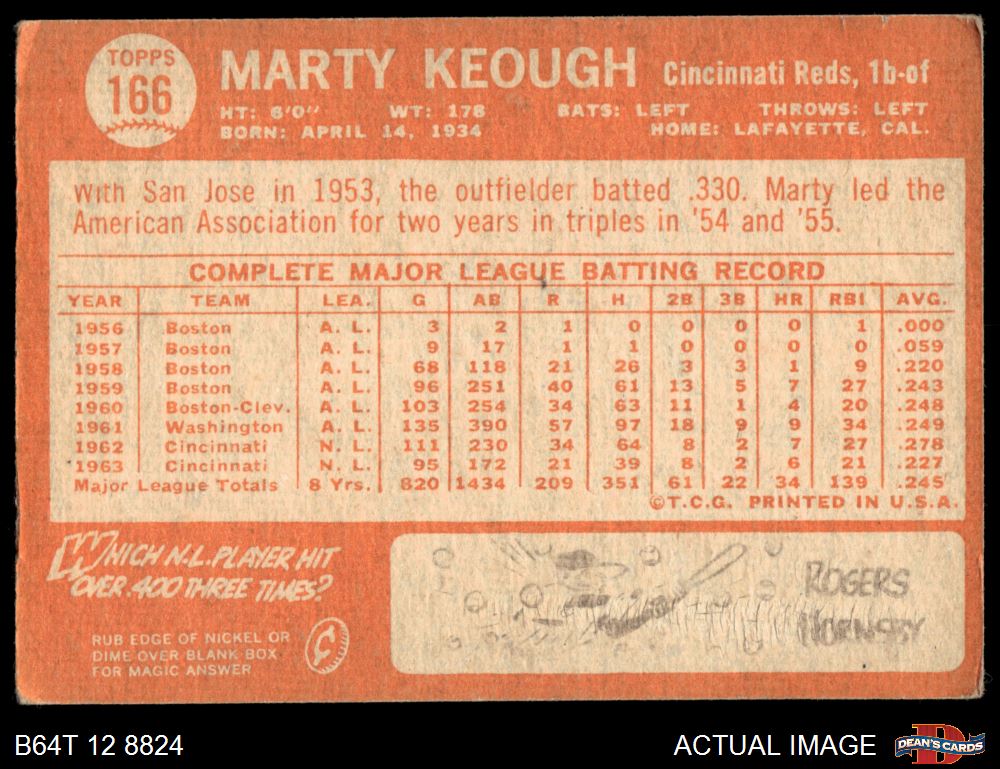 TOPPS
166
MARTY KEOUGH Cincinnati Reds, 1b-of
HT: 6'0" WT: 178 BATS: LEFT THROWS: LEFT
BORN: APRIL 14, 1934 HOME: LAFAYETTE, CAL.
With San Jose in 1953, the outfielder batted .330. Marty led the
American Association for two years in triples in '54 and '55.
COMPLETE MAJOR LEAGUE BATTING RECORD
YEAR TEAM LEA. G AB R H 2B 3B HR RBI AVG.
1956 Boston A. L. 3 2 1 0 0 0 0 1 .000
1957 Boston A. L. 9 17 1 1 0 0 0 0 .059
1958 Boston A. L. 68 118 21 26 3 3 1 9 .220
1959 Boston A. L. 96 251 40 61 13 5 7 27 .243
1960 Boston-Clev. A. L. 103 254 34 63 11 1 4 20 .248
1961 Washington A. L. 135 390 57 97 18 9 9 34 .249
1962 Cincinnati N. L. 111 230 34 64 8 2 7 27 .278
1963 Cincinnati N. L. 95 172 21 39 8 2 6 21 .227
Major League Totals 8 Yrs. 820 1434 209 351 61 22 34 139 .245
©T.C.G. PRINTED IN U.S.A.
WHICH N.L. PLAYER HIT
OVER .400 THREE TIMES?
RUB EDGE OF NICKEL OR
DIME OVER BLANK BOX
FOR MAGIC ANSWER
¢
ROGERS
HORNSBY
B64T 12 8824
ACTUAL IMAGE
D
DEAN'S CARDS